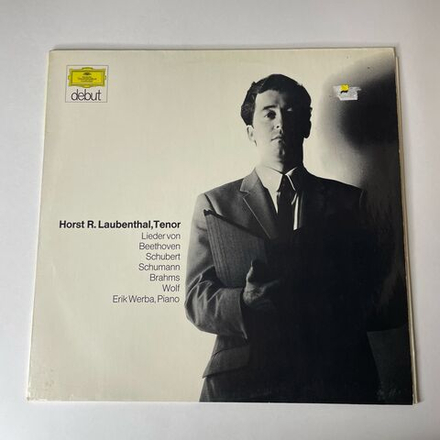 debut
Horst R. Laubenthal, Tenor
Lieder von
Beethoven
Schubert
Schumann
Brahms
Wolf
Erik Werba, Piano